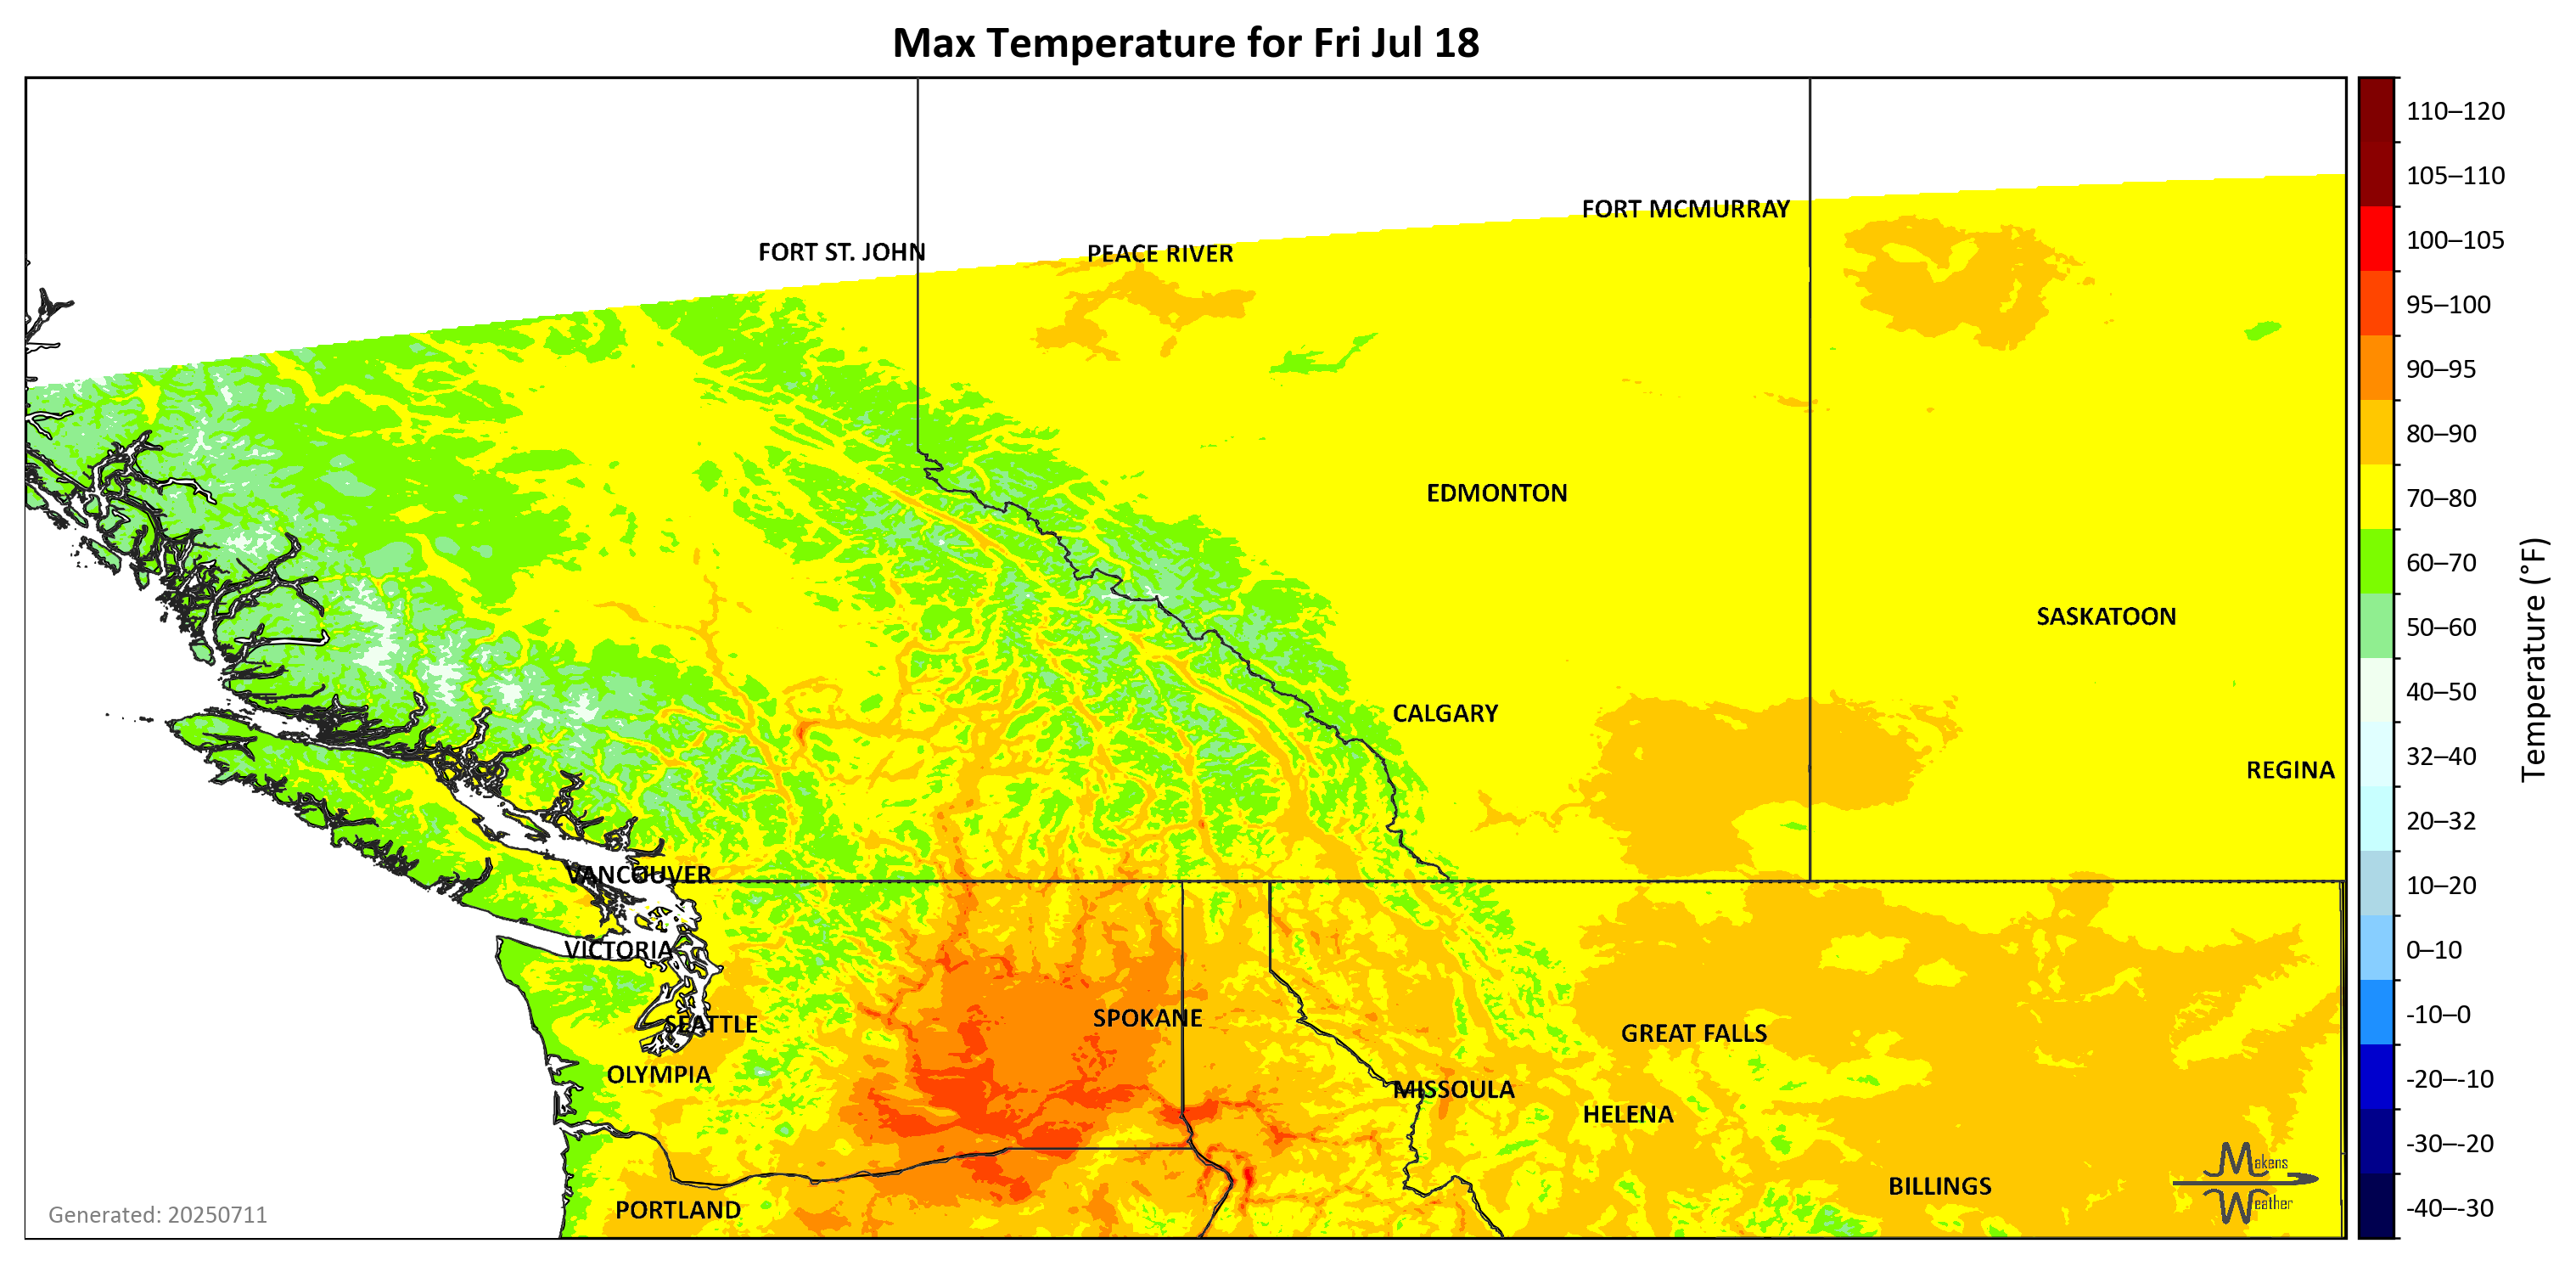 Max Temperature for Fri Jul 18
FORT MCMURRAY
FORT ST. JOHN
PEACE RIVER
EDMONTON
SASKATOON
CALGARY
REGINA
VANCOUVER
VICTORIA
SEATTLE
SPOKANE
GREAT FALLS
OLYMPIA
MISSOULA
HELENA
BILLINGS
PORTLAND
Makens
Weather
Generated: 20250711
110–120
105–110
100–105
95–100
90–95
80–90
70–80
60–70
50–60
40–50
32–40
20–32
10–20
0–10
-10–0
-20–-10
-30–-20
-40–-30
Temperature (°F)